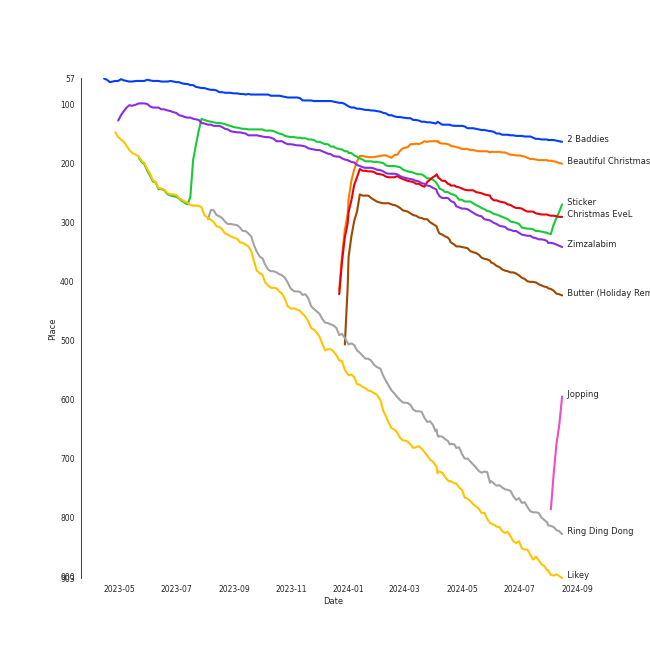 57
100
200
300
400
500
600
700
800
900
903
Place
2023-05
2023-07
2023-09
2023-11
2024-01
2024-03
2024-05
2024-07
2024-09
Date
2 Baddies
Beautiful Christmas
Sticker
Christmas EveL
Zimzalabim
Butter (Holiday Rem
Jopping
Ring Ding Dong
Likey